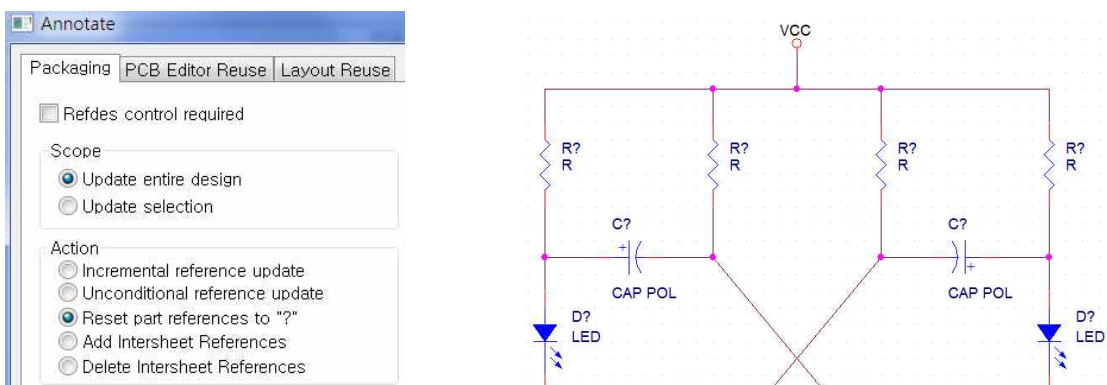 Annotate
Packaging PCB Editor Reuse Layout Reuse
Refdes control required
Scope
Update entire design
Update selection
Action
Incremental reference update
Unconditional reference update
Reset part references to "?"
Add Intersheet References
Delete Intersheet References
VCC
R? R? R? R?
R R R R
C? C?
+ +
CAP POL CAP POL
D? D?
LED LED